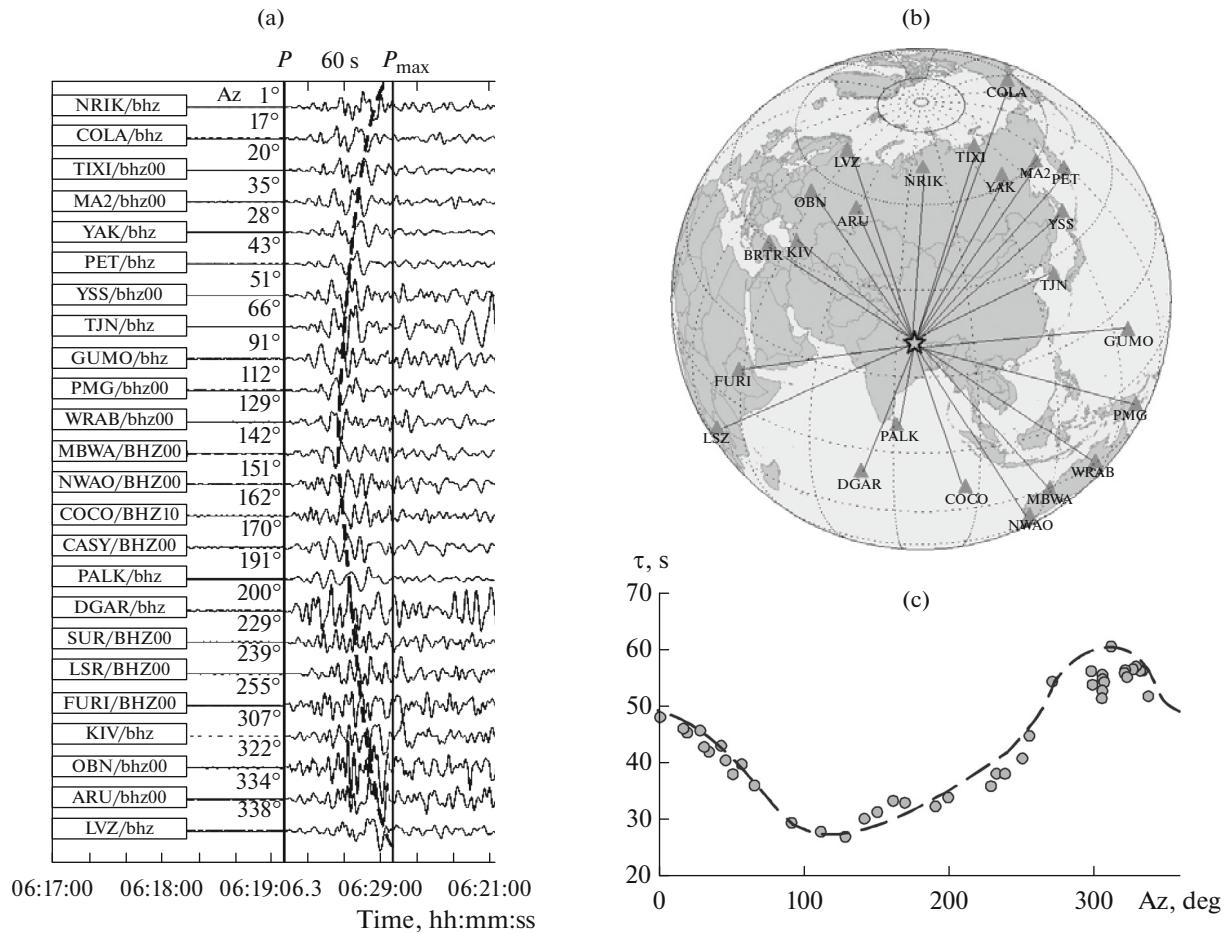 (a)
P 60 s Pmax
Az
NRIK/bhz 1°
COLA/bhz 17°
TIXI/bhz00 20°
MA2/bhz00 35°
YAK/bhz 28°
PET/bhz 43°
YSS/bhz00 51°
TJN/bhz 66°
GUMO/bhz 91°
PMG/bhz00 112°
WRAB/bhz00 129°
MBWA/BHZ00 142°
NWAO/BHZ00 151°
COCO/BHZ10 162°
CASY/BHZ00 170°
PALK/bhz 191°
DGAR/bhz 200°
SUR/BHZ00 229°
LSR/BHZ00 239°
FURI/BHZ00 255°
KIV/bhz 307°
OBN/bhz00 322°
ARU/bhz00 334°
LVZ/bhz 338°
06:17:00 06:18:00 06:19:06.3 06:29:00 06:21:00
Time, hh:mm:ss
(b)
COLA
LVZ
TIXI
NRIK
YAK
MA2
PET
OBN
ARU
YSS
BRTR
KIV
TJN
GUMO
FURI
PMG
LSZ
PALK
WRAB
DGAR
COCO
MBWA
NWAO
τ, s
(c)
70
60
50
40
30
20
0 100 200 300 Az, deg